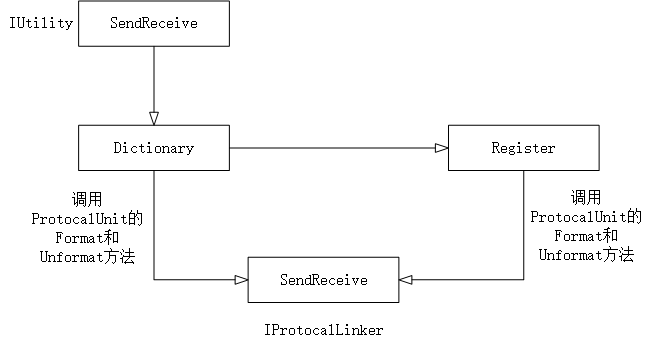 IUtility
SendReceive
Dictionary
Register
调用
ProtocalUnit的
Format和
Unformat方法
调用
ProtocalUnit的
Format和
Unformat方法
SendReceive
IProtocalLinker